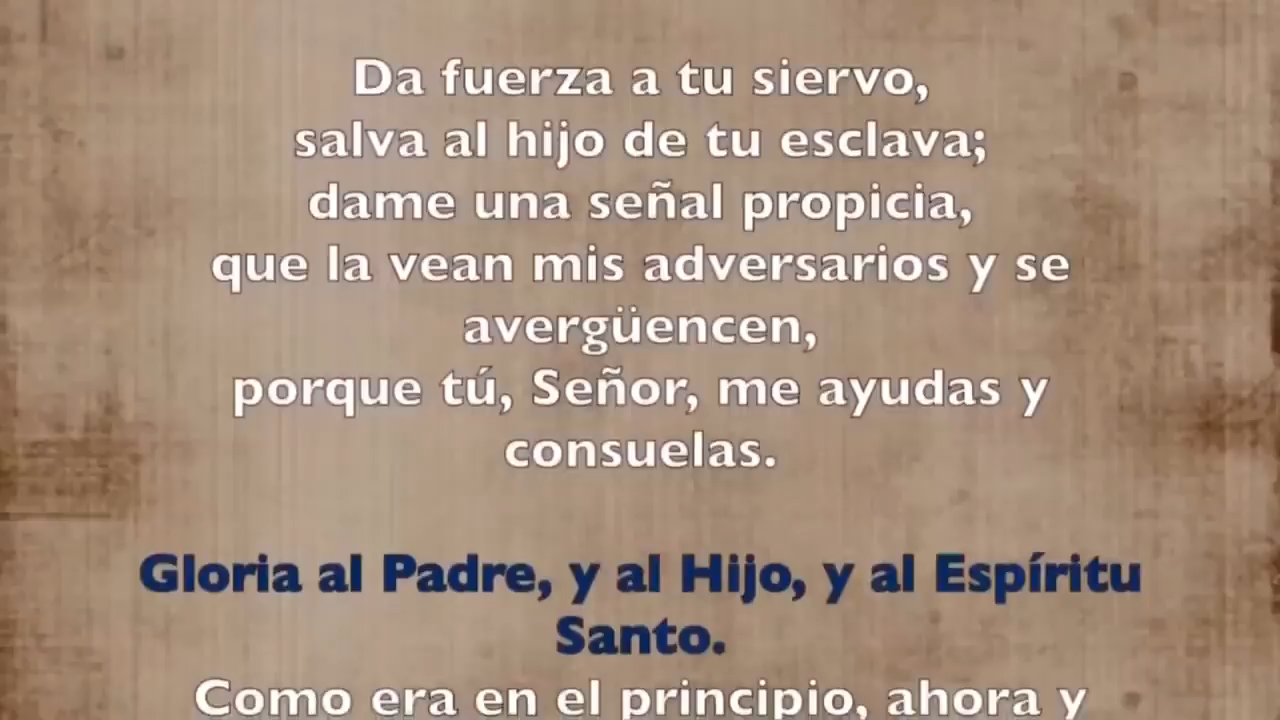 Da fuerza a tu siervo,
salva al hijo de tu esclava;
dame una señal propicia,
que la vean mis adversarios y se
avergüencen,
porque tú, Señor, me ayudas y
consuelas.
Gloria al Padre, y al Hijo, y al Espíritu
Santo.
Como era en el principio, ahora y